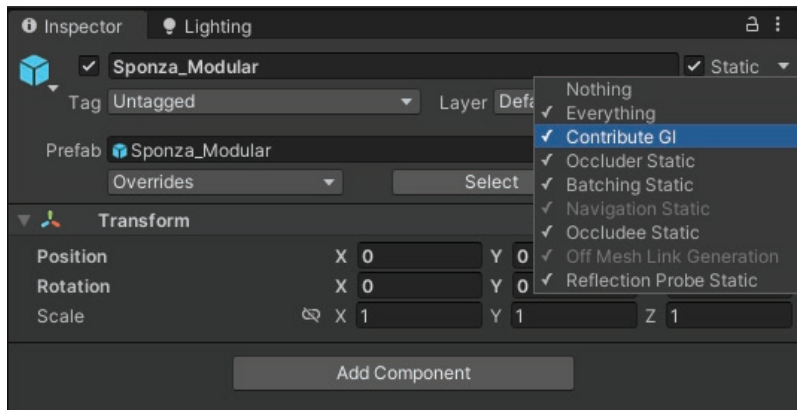 Inspector Lighting
Sponza_Modular Static
Tag Untagged Layer Defa
Nothing
Everything
Contribute GI
Occluder Static
Batching Static
Navigation Static
Occludee Static
Off Mesh Link Generation
Reflection Probe Static
Prefab Sponza_Modular
Overrides Select
Transform
Position X 0 Y 0
Rotation X 0 Y 0
Scale X 1 Y 1 Z 1
Add Component